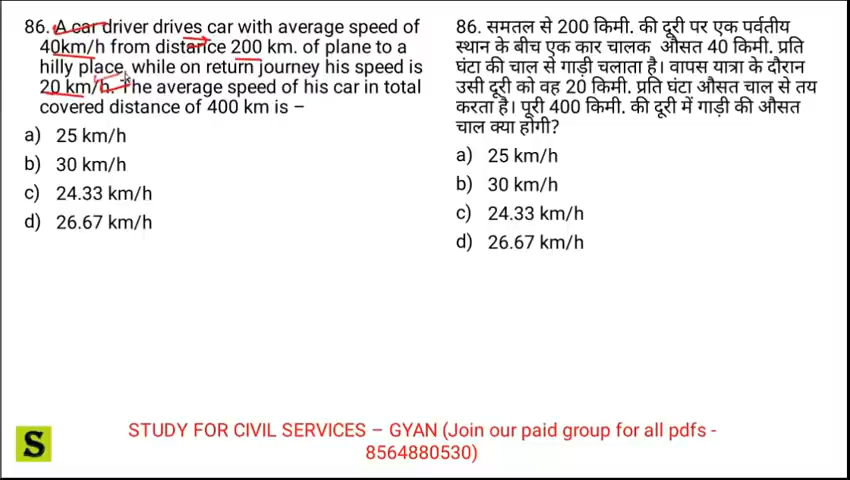 86. A car driver drives car with average speed of
40km/h from distance 200 km. of plane to a
hilly place, while on return journey his speed is
20 km/h. The average speed of his car in total
covered distance of 400 km is –
a) 25 km/h
b) 30 km/h
c) 24.33 km/h
d) 26.67 km/h
86. समतल से 200 किमी. की दूरी पर एक पर्वतीय
स्थान के बीच एक कार चालक औसत 40 किमी. प्रति
घंटा की चाल से गाड़ी चलाता है। वापस यात्रा के दौरान
उसी दूरी को वह 20 किमी. प्रति घंटा औसत चाल से तय
करता है। पूरी 400 किमी. की दूरी में गाड़ी की औसत
चाल क्या होगी?
a) 25 km/h
b) 30 km/h
c) 24.33 km/h
d) 26.67 km/h
S
STUDY FOR CIVIL SERVICES – GYAN (Join our paid group for all pdfs -
8564880530)